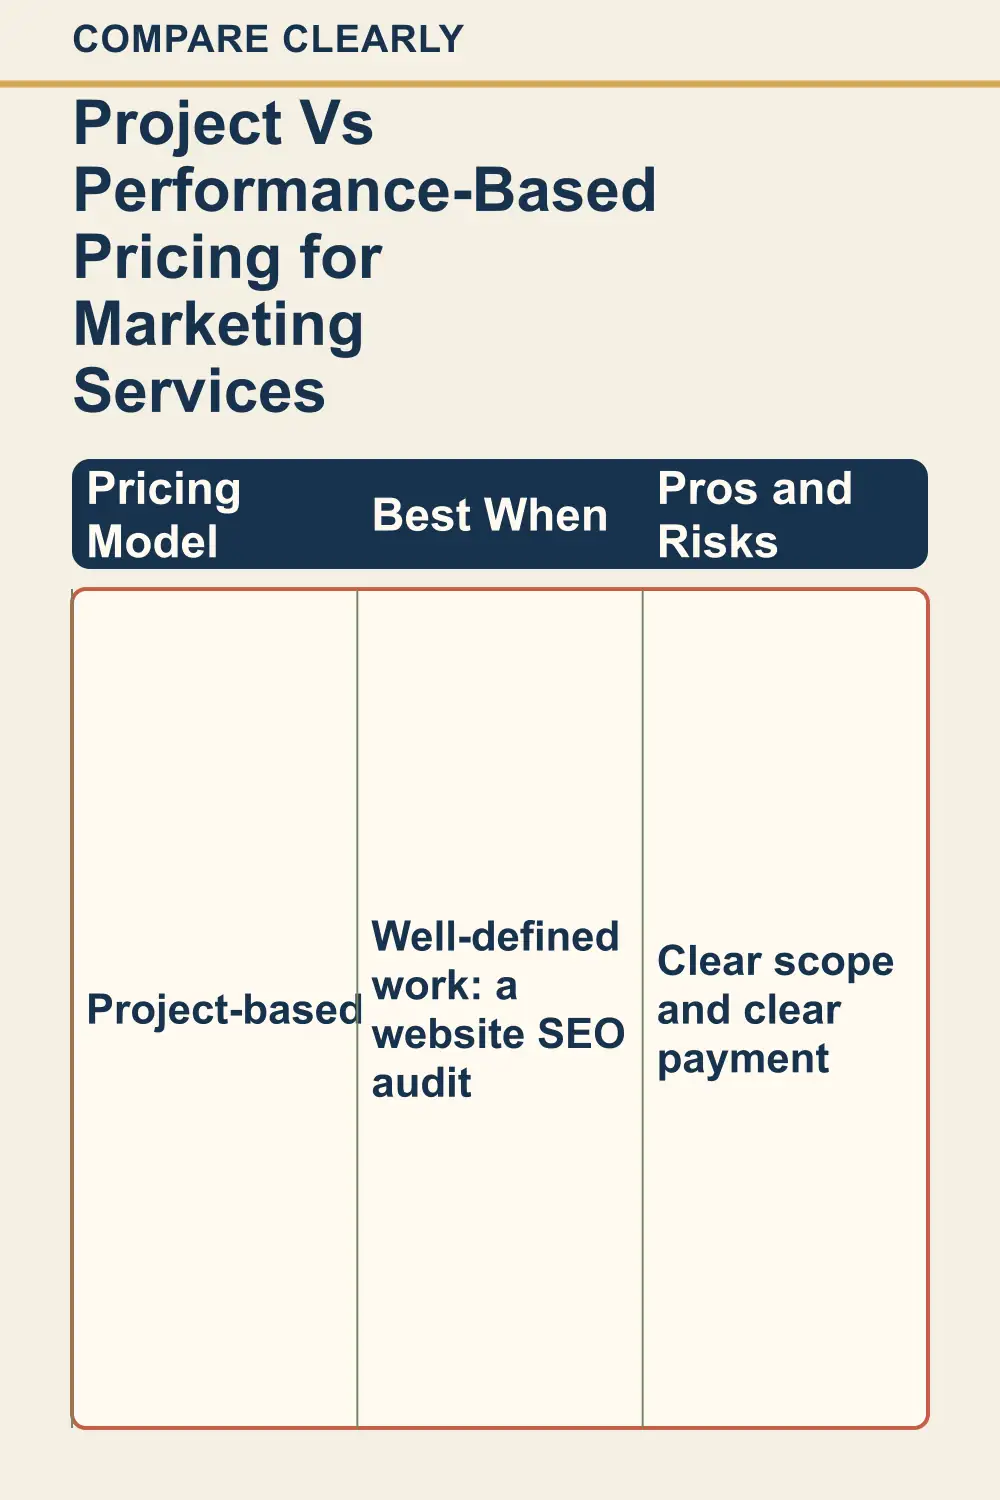 COMPARE CLEARLY
Project Vs
Performance-Based
Pricing for
Marketing
Services
Pricing
Model
Best When
Pros and
Risks
Project-based
Well-defined
work: a
website SEO
audit
Clear scope
and clear
payment